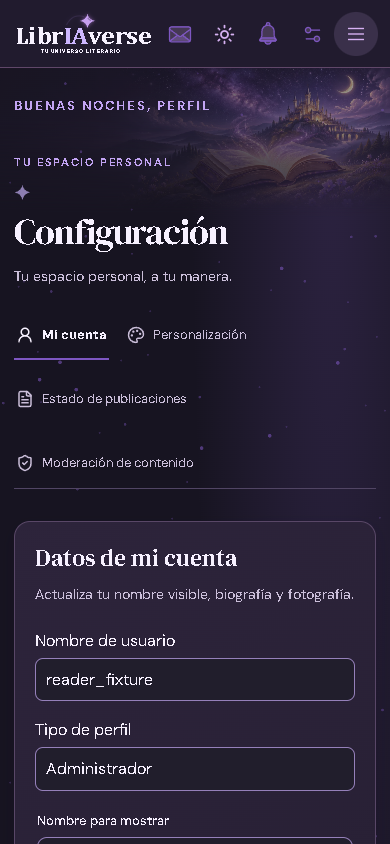 LibrIAverse
TU UNIVERSO LITERARIO
BUENAS NOCHES, PERFIL
TU ESPACIO PERSONAL
Configuración
Tu espacio personal, a tu manera.
Mi cuenta
Personalización
Estado de publicaciones
Moderación de contenido
Datos de mi cuenta
Actualiza tu nombre visible, biografía y fotografía.
Nombre de usuario
reader_fixture
Tipo de perfil
Administrador
Nombre para mostrar